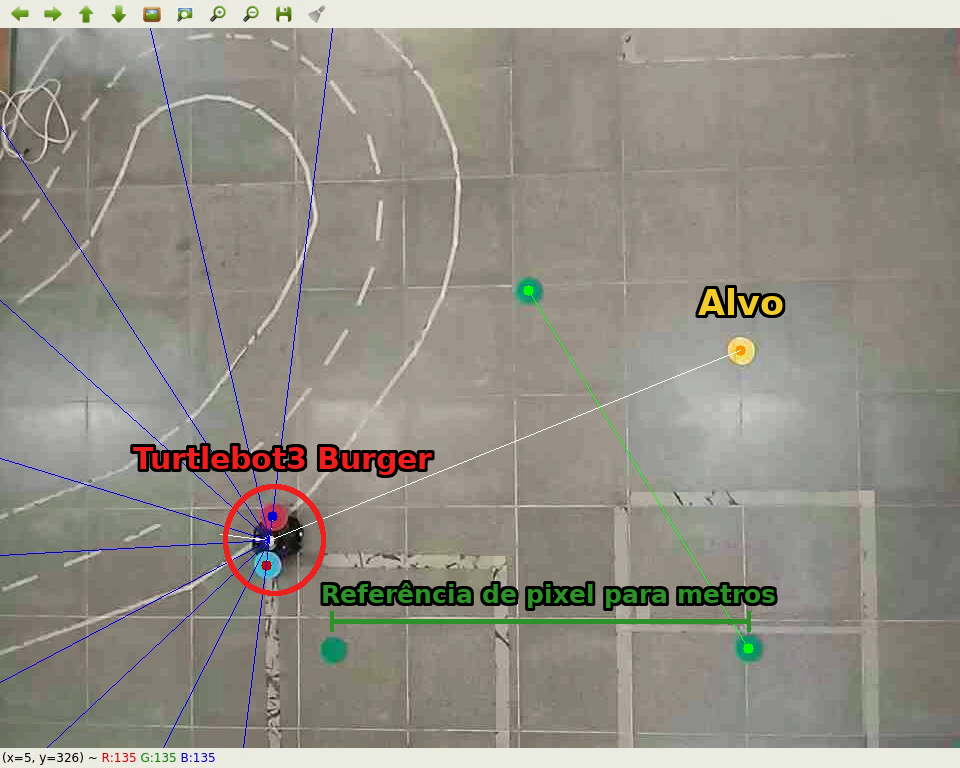 Alvo
Turtlebot3 Burger
Referência de pixel para metros
(x=5, y=326) ~ R:135 G:135 B:135